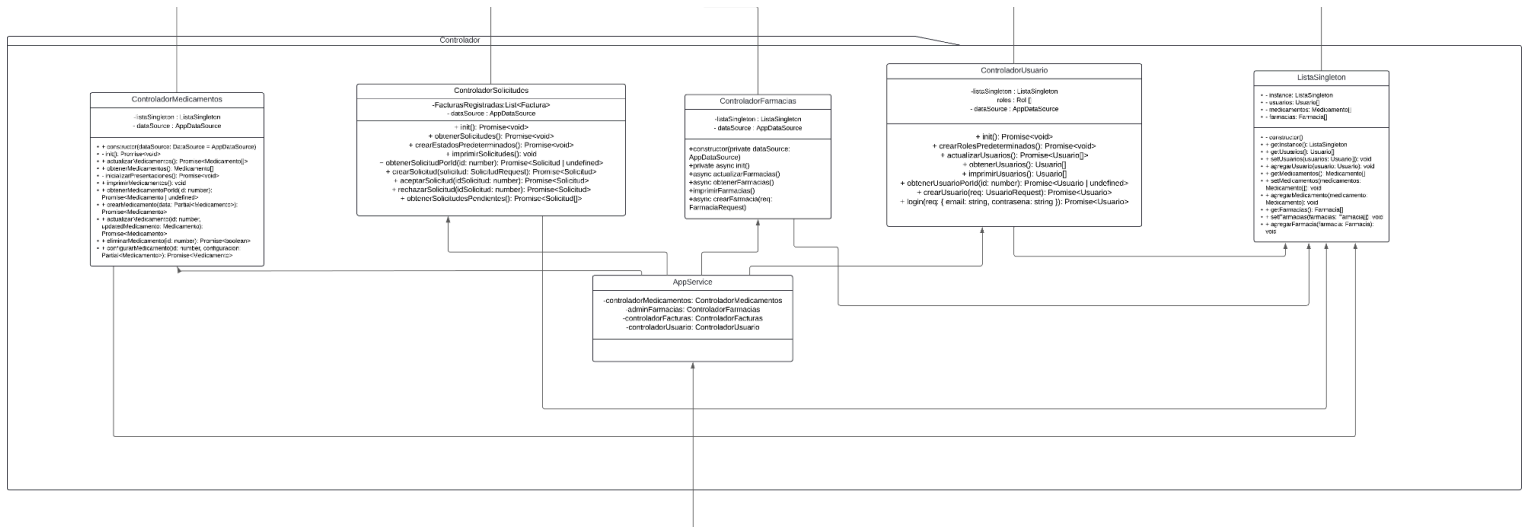 Controlador
ControladorMedicamentos
-listaSingleton : ListaSingleton
- dataSource : AppDataSource
+ constructor(dataSource: DataSource = AppDataSource)
- init(): Promise<void>
+ actualizarMedicamentos(): Promise<Medicamento[]>
+ obtenerMedicamentos(): Medicamento[]
- inicializarPresentaciones(): Promise<void>
+ imprimirMedicamentos(): void
+ obtenerMedicamentoPorId(id: number):
Promise<Medicamento | undefined>
+ crearMedicamento(data: Partial<Medicamento>):
Promise<Medicamento>
+ actualizarMedicamento(id: number,
updatedMedicamento: Medicamento):
Promise<Medicamento>
+ eliminarMedicamento(id: number): Promise<boolean>
+ configurarMedicamento(id: number, configuracion
Partial<Medicamento>): Promise<Medicamento>
ControladorSolicitudes
-FacturasRegistradas:List<Factura>
- dataSource : AppDataSource
+ init(): Promise<void>
+ obtenerSolicitudes(): Promise<void>
+ crearEstadosPredeterminados(): Promise<void>
+ imprimirSolicitudes(): void
– obtenerSolicitudPorId(id: number): Promise<Solicitud | undefined>
+ crearSolicitud(solicitud: SolicitudRequest): Promise<Solicitud>
+ aceptarSolicitud(idSolicitud: number): Promise<Solicitud>
+ rechazarSolicitud(idSolicitud: number): Promise<Solicitud>
+ obtenerSolicitudesPendientes(): Promise<Solicitud[]>
ControladorFarmacias
-listaSingleton : ListaSingleton
- dataSource : AppDataSource
+constructor(private dataSource:
AppDataSource)
+private async init()
+async actualizarFarmacias()
+async obtenerFarmacias()
+imprimirFarmacias()
+async crearFarmacia(req:
FarmaciaRequest)
ControladorUsuario
-listaSingleton : ListaSingleton
roles : Rol []
- dataSource : AppDataSource
+ init(): Promise<void>
+ crearRolesPredeterminados(): Promise<void>
+ actualizarUsuarios(): Promise<Usuario[]>
+ obtenerUsuarios(): Usuario[]
+ imprimirUsuarios(): Usuario[]
+ obtenerUsuarioPorId(id: number): Promise<Usuario | undefined>
+ crearUsuario(req: UsuarioRequest): Promise<Usuario>
+ login(req: { email: string, contrasena: string }): Promise<Usuario>
ListaSingleton
- instance: ListaSingleton
- usuarios: Usuario[]
- medicamentos: Medicamento[]
- farmacias: Farmacia[]
- constructor()
+ getInstance(): ListaSingleton
+ getUsuarios(): Usuario[]
+ setUsuarios(usuarios: Usuario[]): void
+ agregarUsuario(usuario: Usuario): void
+ getMedicamentos(): Medicamento[]
+ setMedicamentos(medicamentos:
Medicamento[]): void
+ agregarMedicamento(medicamento:
Medicamento): void
+ getFarmacias(): Farmacia[]
+ setFarmacias(farmacias: Farmacia[]): void
+ agregarFarmacia(farmacia: Farmacia):
void
AppService
-controladorMedicamentos: ControladorMedicamentos
-adminFarmacias: ControladorFarmacias
-controladorFacturas: ControladorFacturas
-controladorUsuario: ControladorUsuario